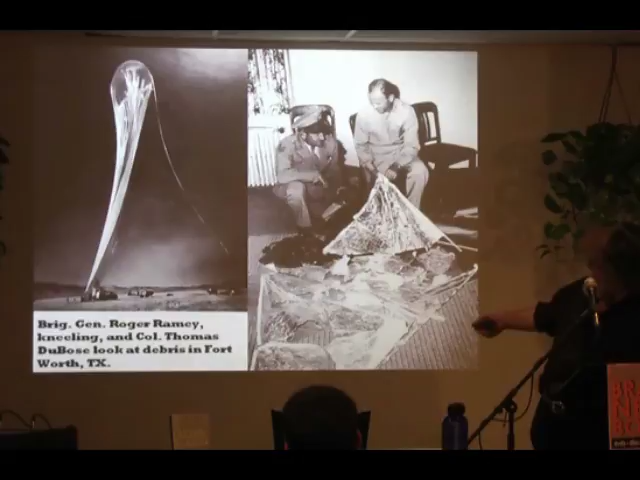 Brig. Gen. Roger Ramey,
kneeling, and Col. Thomas
DuBose look at debris in Fort
Worth, TX.